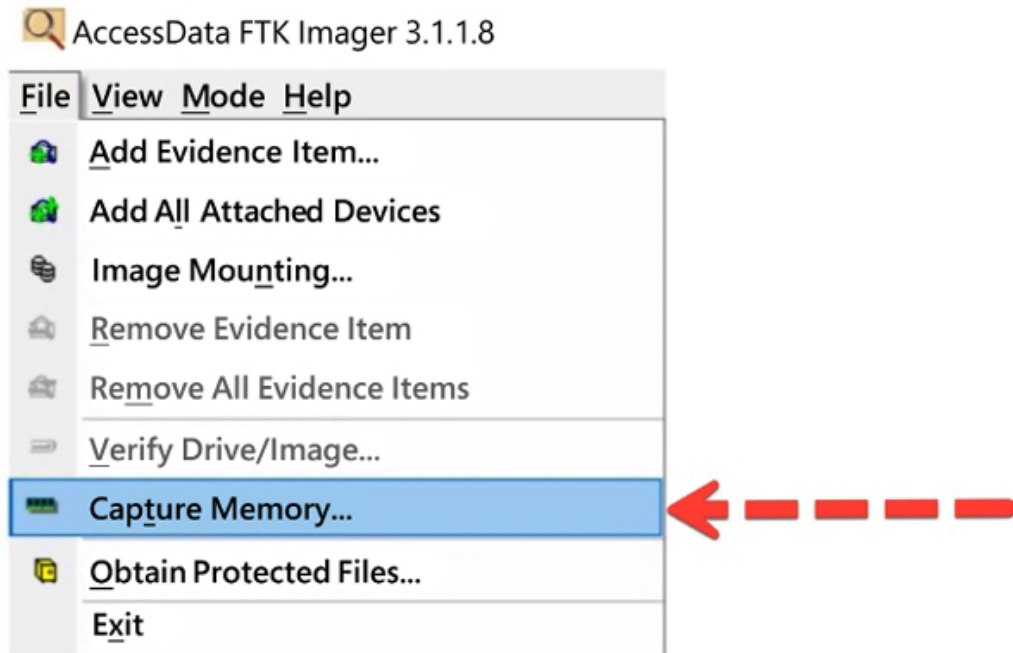 AccessData FTK Imager 3.1.1.8
File View Mode Help
Add Evidence Item...
Add All Attached Devices
Image Mounting...
Remove Evidence Item
Remove All Evidence Items
Verify Drive/Image...
Capture Memory...
Obtain Protected Files...
Exit